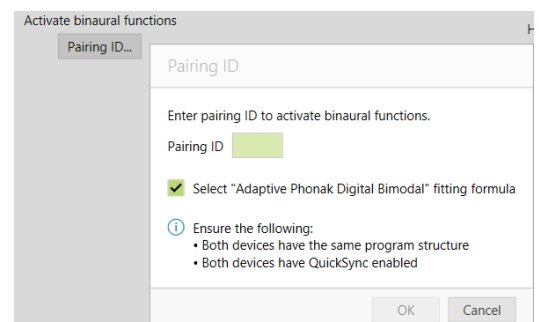 Activate binaural functions
H
Pairing ID...
Pairing ID
Enter pairing ID to activate binaural functions.
Pairing ID
Select "Adaptive Phonak Digital Bimodal" fitting formula
Ensure the following:
• Both devices have the same program structure
• Both devices have QuickSync enabled
OK Cancel